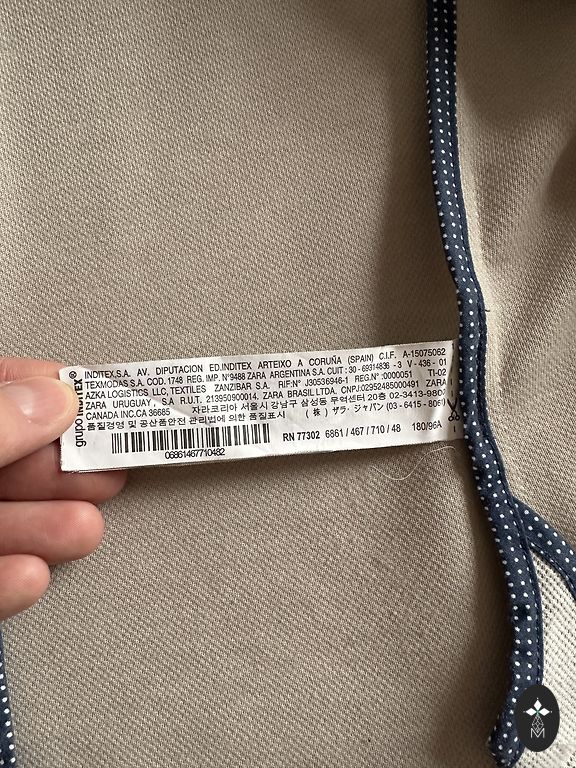 grupo INDITEX®
INDITEX,S.A. AV. DIPUTACION ED.INDITEX ARTEIXO A CORUÑA (SPAIN) C.I.F. A-15075062
TEXMODAS S.A. COD. 1748 REG. IMP. Nº9488 ZARA ARGENTINA S.A. CUIT : 30 - 69314836 - 3 V - 436 - 01
AZKA LOGISTICS LLC, TEXTILES ZANZIBAR S.A. RIF:Nº J30536946-1 REG.Nº :0000051 TI-02
ZARA URUGUAY S.A R.U.T. 213950900014. ZARA BRASIL LTDA. CNPJ:02952485000491 ZARA
CANADA INC.CA 36685 자라코리아 서울시 강남구 삼성동 무역센터 20층 02-3413-9807
품질경영 및 공산품안전 관리법에 의한 품질표시 (株) ザラ・ジャパン (03-6415-8061)
RN 77302 6861 / 467 / 710 / 48 180/96A
06861467710482
M